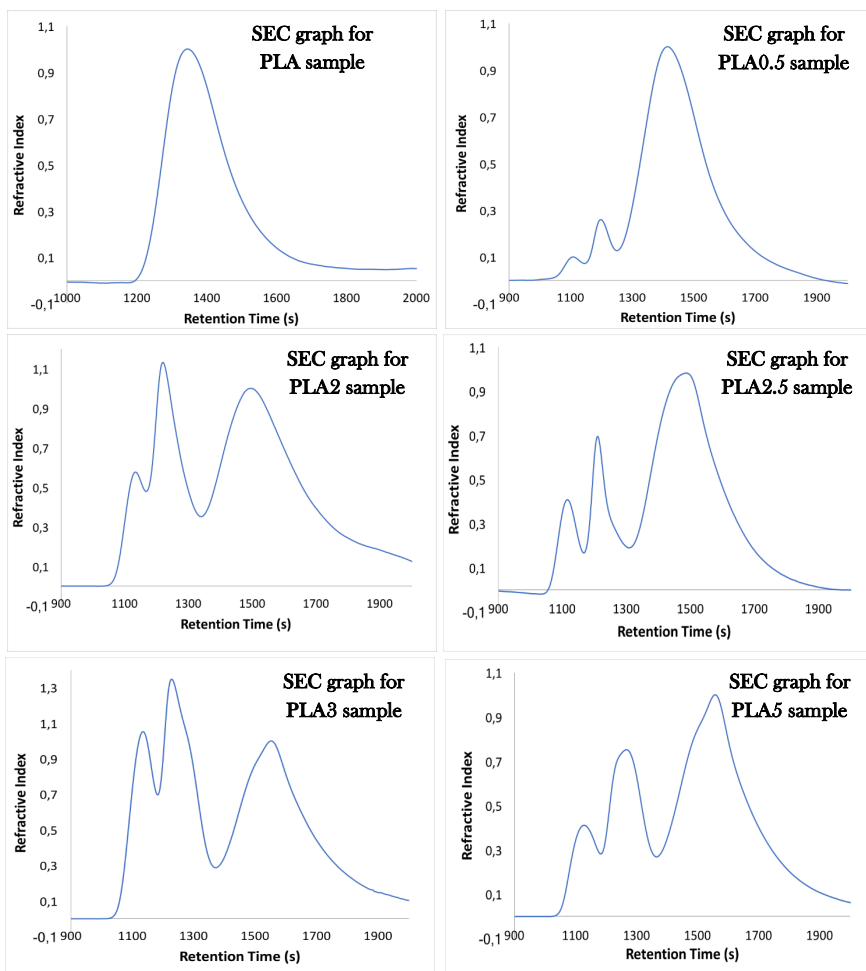 SEC graph for
PLA sample
1,1
0,9
0,7
0,5
0,3
0,1
-0,1
Refractive Index
1000 1200 1400 1600 1800 2000
Retention Time (s)
SEC graph for
PLA0.5 sample
1,1
0,9
0,7
0,5
0,3
0,1
-0,1
Refractive Index
900 1100 1300 1500 1700 1900
Retention Time (s)
SEC graph for
PLA2 sample
1,1
0,9
0,7
0,5
0,3
0,1
-0,1
Refractive Index
900 1100 1300 1500 1700 1900
Retention Time (s)
SEC graph for
PLA2.5 sample
1,1
0,9
0,7
0,5
0,3
0,1
-0,1
Refractive Index
900 1100 1300 1500 1700 1900
Retention Time (s)
SEC graph for
PLA3 sample
1,3
1,1
0,9
0,7
0,5
0,3
0,1
-0,1
Refractive Index
900 1100 1300 1500 1700 1900
Retention Time (s)
SEC graph for
PLA5 sample
1,1
0,9
0,7
0,5
0,3
0,1
-0,1
Refractive Index
900 1100 1300 1500 1700 1900
Retention Time (s)